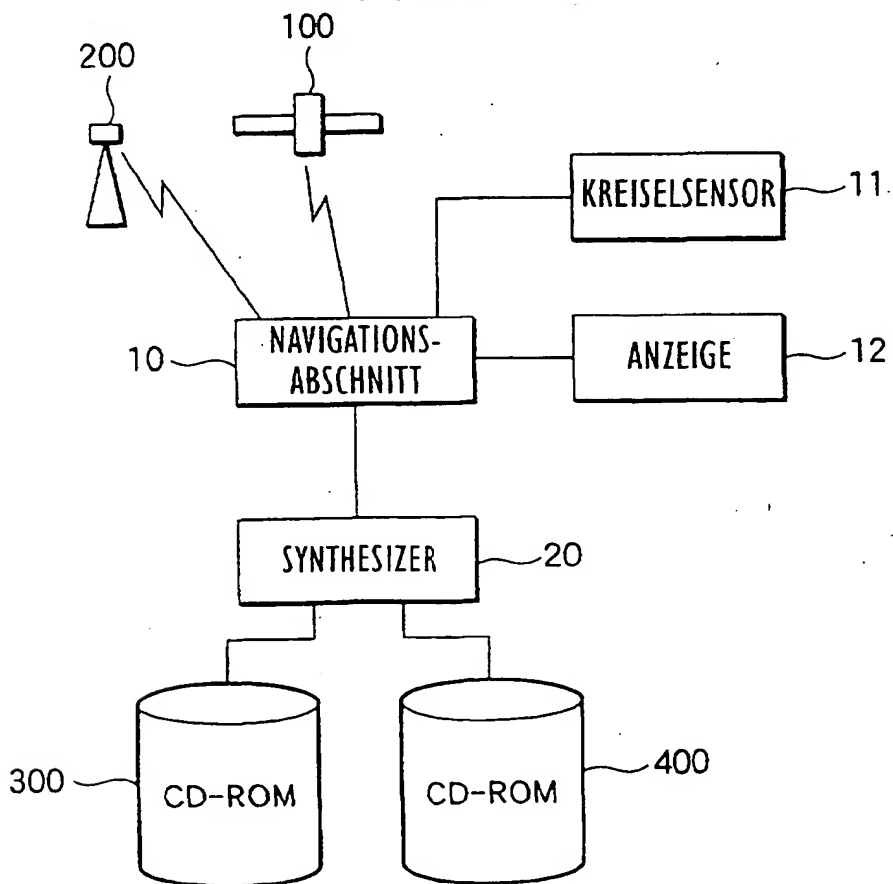 100
200
KREISELSENSOR
11
NAVIGATIONS-
ABSCHNITT
10
ANZEIGE
12
SYNTHESIZER
20
300
CD-ROM
CD-ROM
400